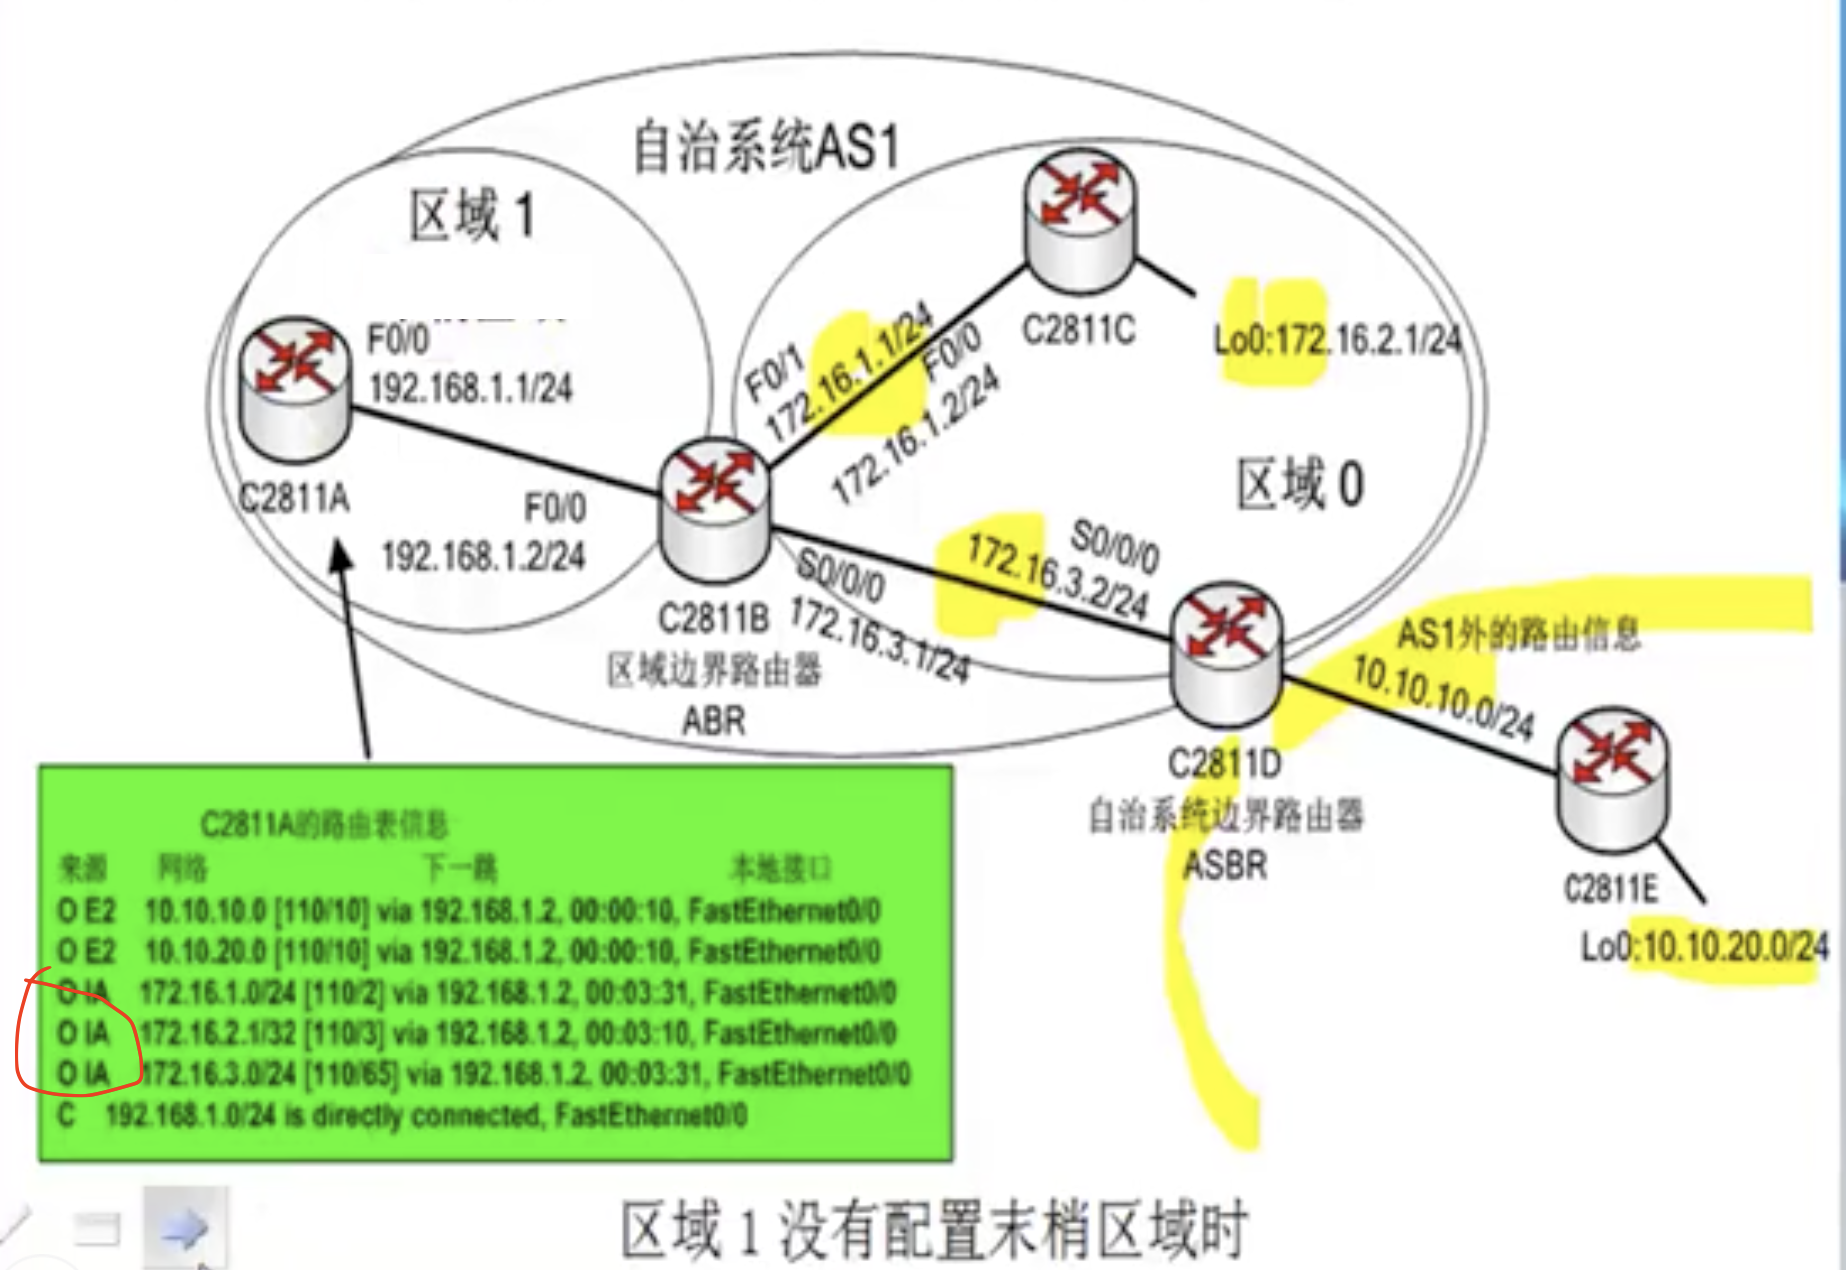 自治系统AS1
区域 1
F0/0
192.168.1.1/24
C2811A
F0/0
192.168.1.2/24
C2811B
区域边界路由器
ABR
F0/1
172.16.1.1/24
F0/0
172.16.1.2/24
C2811C
Lo0:172.16.2.1/24
区域 0
S0/0/0
172.16.3.1/24
S0/0/0
172.16.3.2/24
C2811D
自治系统边界路由器
ASBR
AS1外的路由信息
10.10.10.0/24
C2811E
Lo0:10.10.20.0/24
C2811A的路由表信息
来源 网络 下一跳 本地接口
O E2 10.10.10.0 [110/10] via 192.168.1.2, 00:00:10, FastEthernet0/0
O E2 10.10.20.0 [110/10] via 192.168.1.2, 00:00:10, FastEthernet0/0
O IA 172.16.1.0/24 [110/2] via 192.168.1.2, 00:03:31, FastEthernet0/0
O IA 172.16.2.1/32 [110/3] via 192.168.1.2, 00:03:10, FastEthernet0/0
O IA 172.16.3.0/24 [110/65] via 192.168.1.2, 00:03:31, FastEthernet0/0
C 192.168.1.0/24 is directly connected, FastEthernet0/0
区域 1 没有配置末梢区域时